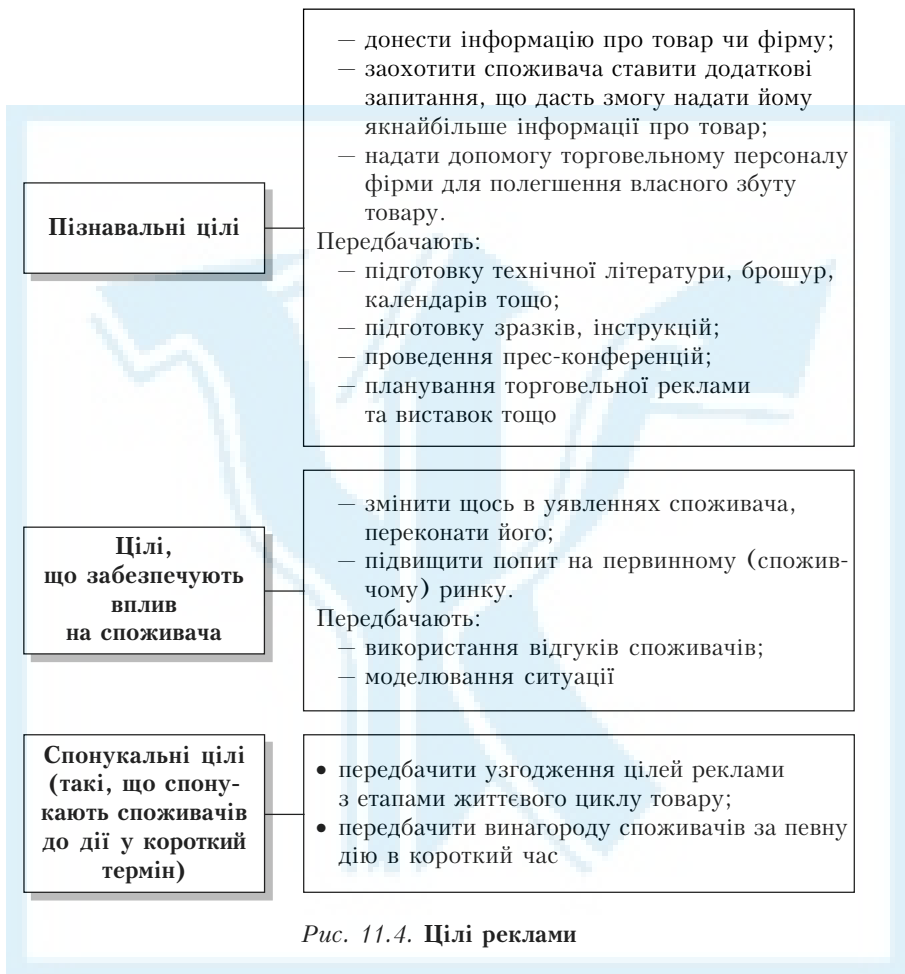 — донести інформацію про товар чи фірму;
— заохотити споживача ставити додаткові
запитання, що дасть змогу надати йому
якнайбільше інформації про товар;
— надати допомогу торговельному персоналу
фірми для полегшення власного збуту
товару.
Пізнавальні цілі
Передбачають:
— підготовку технічної літератури, брошур,
календарів тощо;
— підготовку зразків, інструкцій;
— проведення прес-конференцій;
— планування торговельної реклами
та виставок тощо
Цілі,
що забезпечують
вплив
на споживача
— змінити щось в уявленнях споживача,
переконати його;
— підвищити попит на первинному (спожив-
чому) ринку.
Передбачають:
— використання відгуків споживачів;
— моделювання ситуації
Спонукальні цілі
(такі, що спону-
кають споживачів
до дії у короткий
термін)
• передбачити узгодження цілей реклами
з етапами життєвого циклу товару;
• передбачити винагороду споживачів за певну
дію в короткий час
Рис. 11.4. Цілі реклами